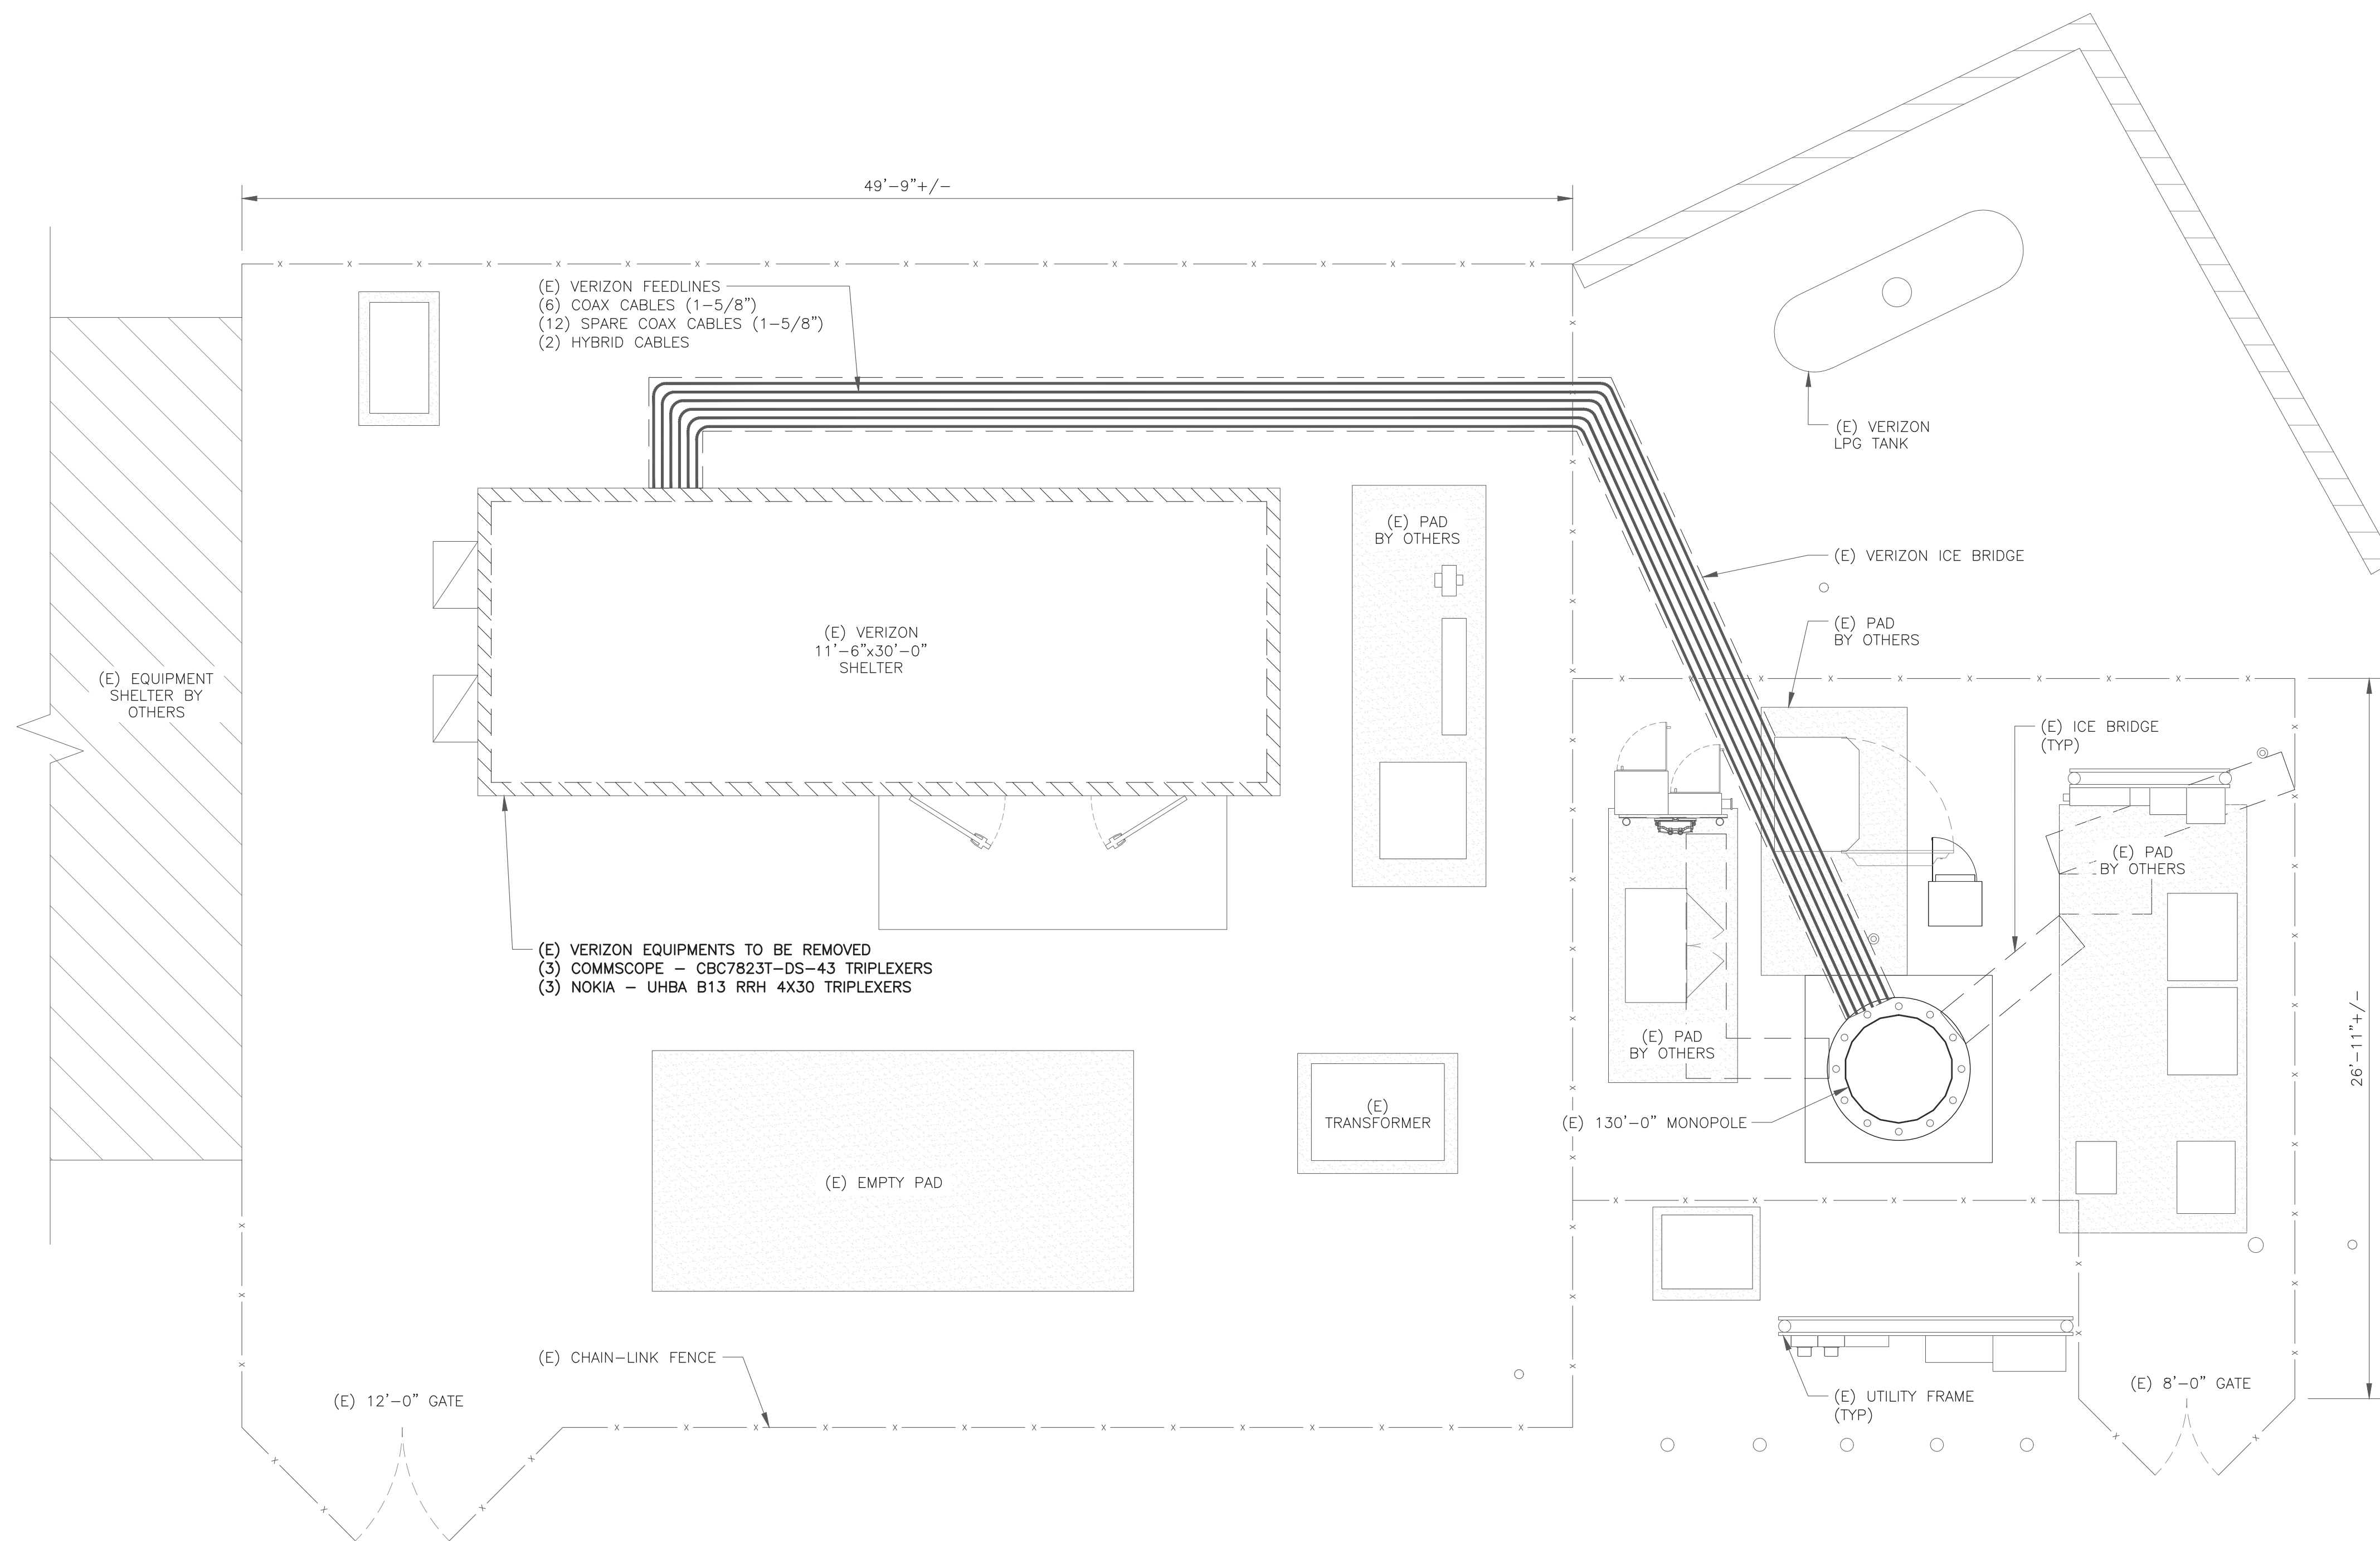 49'-9"+/-
(E) VERIZON FEEDLINES
(6) COAX CABLES (1-5/8")
(12) SPARE COAX CABLES (1-5/8")
(2) HYBRID CABLES
(E) VERIZON
LPG TANK
(E) PAD
BY OTHERS
(E) VERIZON ICE BRIDGE
(E) PAD
BY OTHERS
(E) VERIZON
11'-6"x30'-0"
SHELTER
(E) EQUIPMENT
SHELTER BY
OTHERS
(E) ICE BRIDGE
(TYP)
(E) PAD
BY OTHERS
(E) VERIZON EQUIPMENTS TO BE REMOVED
(3) COMMSCOPE - CBC7823T-DS-43 TRIPLEXERS
(3) NOKIA - UHBA B13 RRH 4X30 TRIPLEXERS
(E) PAD
BY OTHERS
26'-11"+/-
(E)
TRANSFORMER
(E) 130'-0" MONOPOLE
(E) EMPTY PAD
(E) CHAIN-LINK FENCE
(E) 12'-0" GATE
(E) UTILITY FRAME
(TYP)
(E) 8'-0" GATE